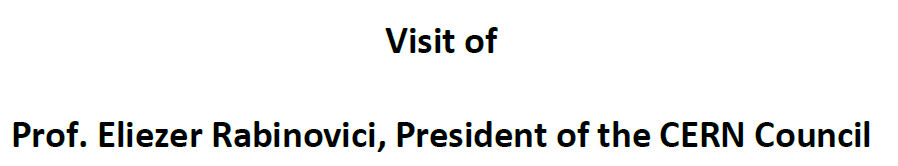 Visit of
Prof. Eliezer Rabinovici, President of the CERN Council